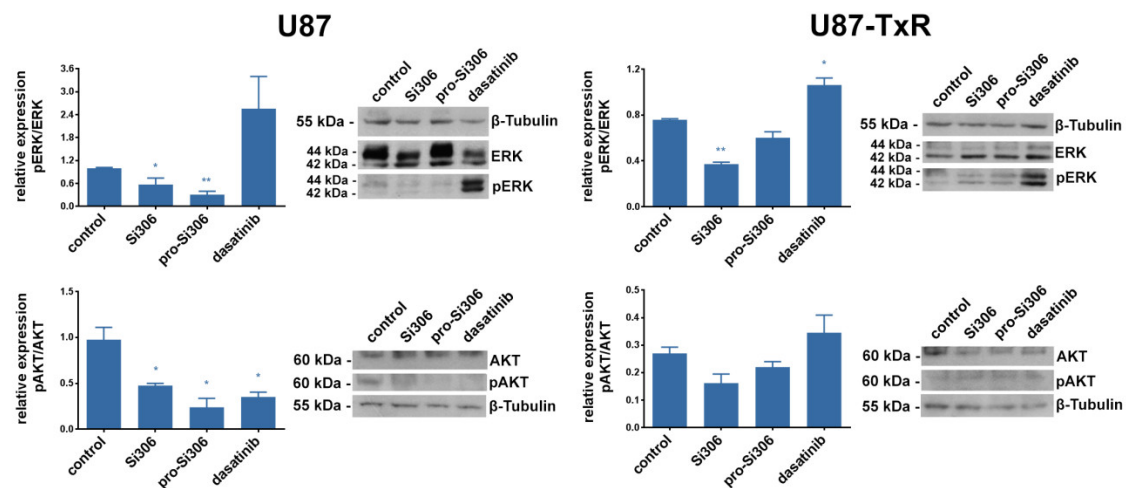 U87
relative expression
pERK/ERK
3.6
3.0
2.4
1.8
1.2
0.6
0.0
*
**
control
Si306
pro-Si306
dasatinib
control
Si306
pro-Si306
dasatinib
55 kDa -
β-Tubulin
44 kDa -
42 kDa -
ERK
44 kDa -
42 kDa -
pERK
relative expression
pAKT/AKT
1.5
1.0
0.5
0.0
*
*
*
control
Si306
pro-Si306
dasatinib
control
Si306
pro-Si306
dasatinib
60 kDa -
AKT
60 kDa -
pAKT
55 kDa -
β-Tubulin
U87-TxR
relative expression
pERK/ERK
1.2
0.8
0.4
0.0
**
*
control
Si306
pro-Si306
dasatinib
control
Si306
pro-Si306
dasatinib
55 kDa -
β-Tubulin
44 kDa -
42 kDa -
ERK
44 kDa -
42 kDa -
pERK
relative expression
pAKT/AKT
0.5
0.4
0.3
0.2
0.1
0.0
control
Si306
pro-Si306
dasatinib
control
Si306
pro-Si306
dasatinib
60 kDa -
AKT
60 kDa -
pAKT
55 kDa -
β-Tubulin